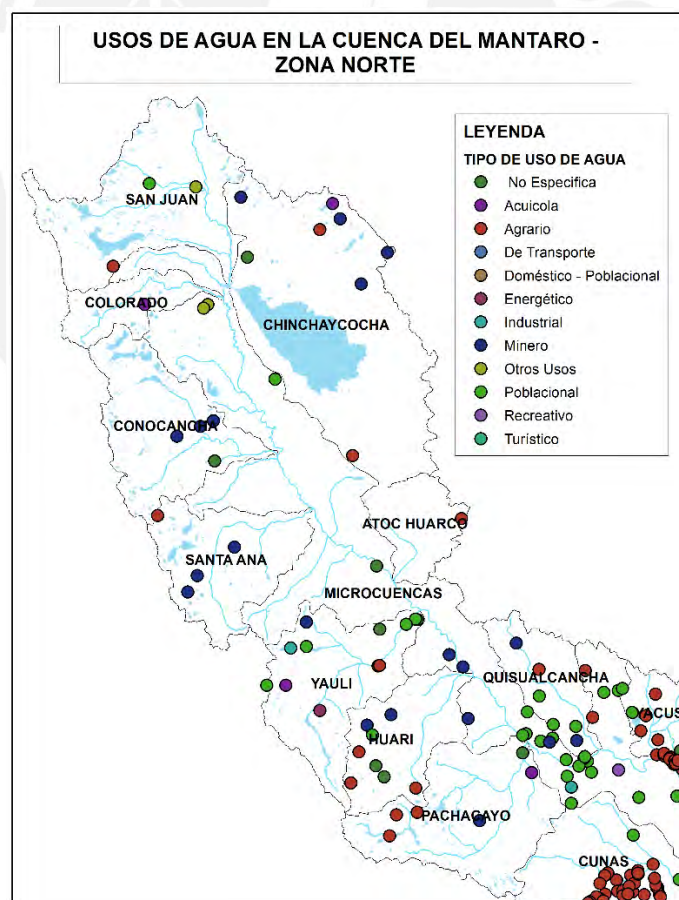 USOS DE AGUA EN LA CUENCA DEL MANTARO -
ZONA NORTE
LEYENDA
TIPO DE USO DE AGUA
No Especifica
Acuicola
Agrario
De Transporte
Doméstico - Poblacional
Energético
Industrial
Minero
Otros Usos
Poblacional
Recreativo
Turístico
SAN JUAN
COLORADO
CHINCHAYCOCHA
CONOCANCHA
ATOC HUARCO
SANTA ANA
MICROCUENCAS
QUISUALCANCHA
YAULI
YACUS
HUARI
PACHACAYO
CUNAS